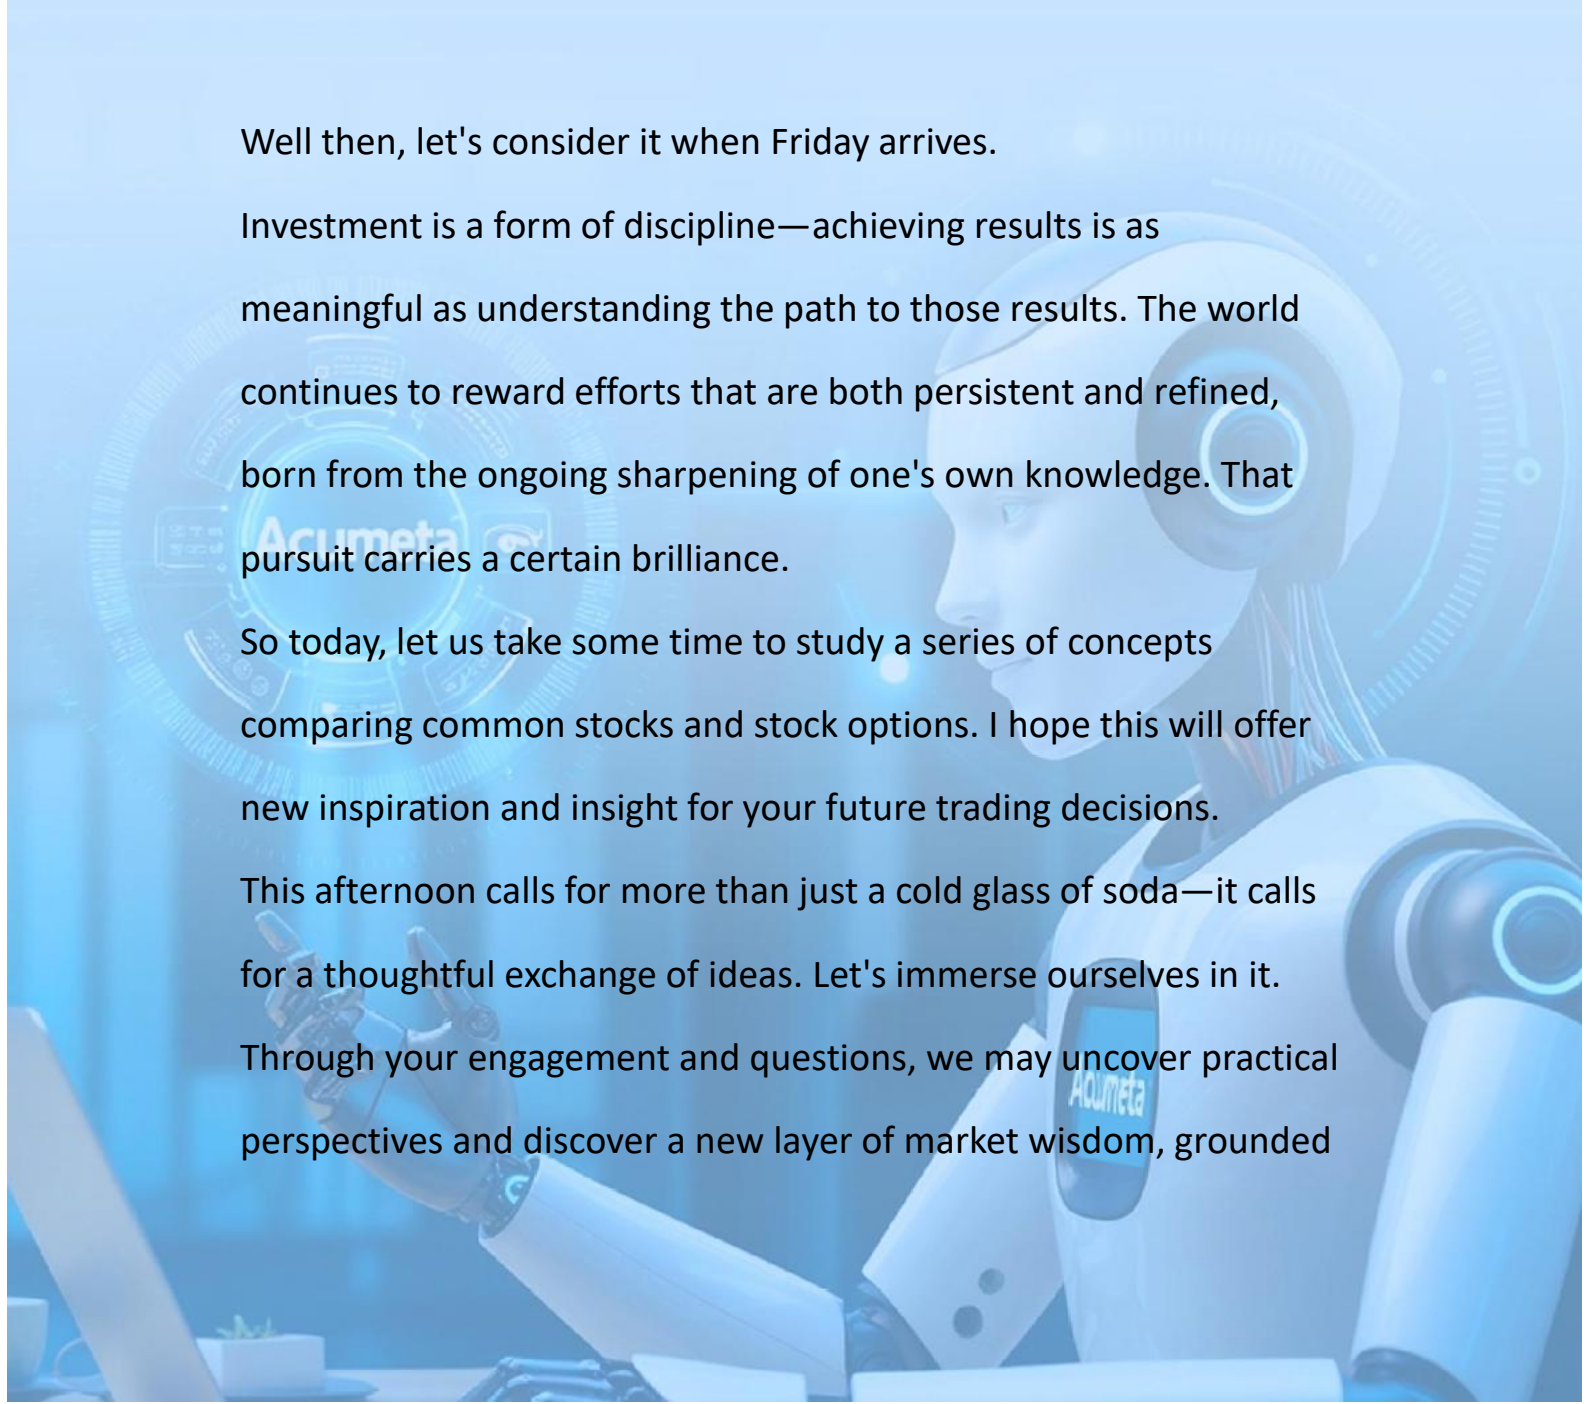 Well then, let's consider it when Friday arrives.
Investment is a form of discipline—achieving results is as
meaningful as understanding the path to those results. The world
continues to reward efforts that are both persistent and refined,
born from the ongoing sharpening of one's own knowledge. That
Acumeta
pursuit carries a certain brilliance.
So today, let us take some time to study a series of concepts
comparing common stocks and stock options. I hope this will offer
new inspiration and insight for your future trading decisions.
This afternoon calls for more than just a cold glass of soda—it calls
for a thoughtful exchange of ideas. Let's immerse ourselves in it.
Through your engagement and questions, we may uncover practical
Acumeta
perspectives and discover a new layer of market wisdom, grounded